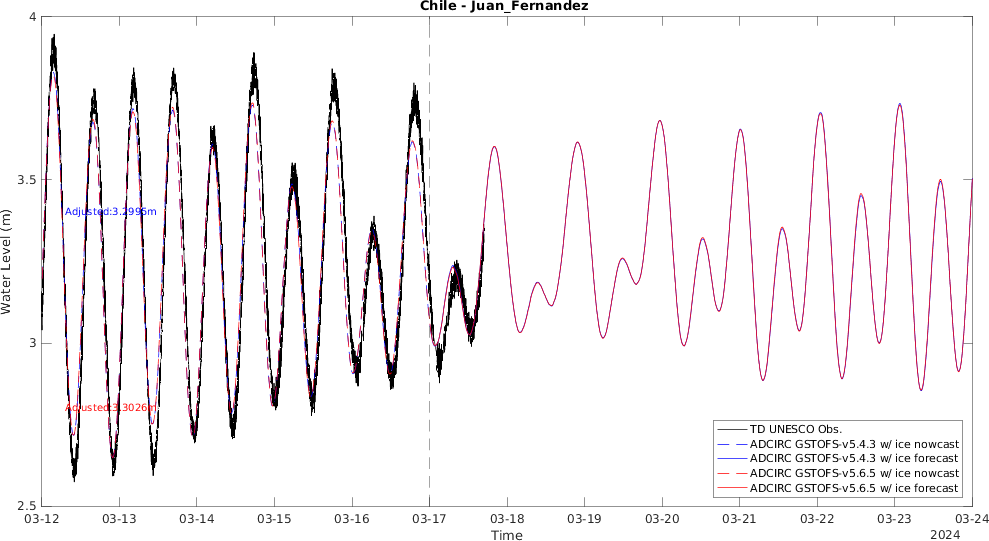 Chile - Juan_Fernandez
4
3.5
3
2.5
Water Level (m)
Adjusted:3.2995m
Adjusted:3.3026m
TD UNESCO Obs.
ADCIRC GSTOFS-v5.4.3 w/ ice nowcast
ADCIRC GSTOFS-v5.4.3 w/ ice forecast
ADCIRC GSTOFS-v5.6.5 w/ ice nowcast
ADCIRC GSTOFS-v5.6.5 w/ ice forecast
03-12 03-13 03-14 03-15 03-16 03-17 03-18 03-19 03-20 03-21 03-22 03-23 03-24
Time
2024